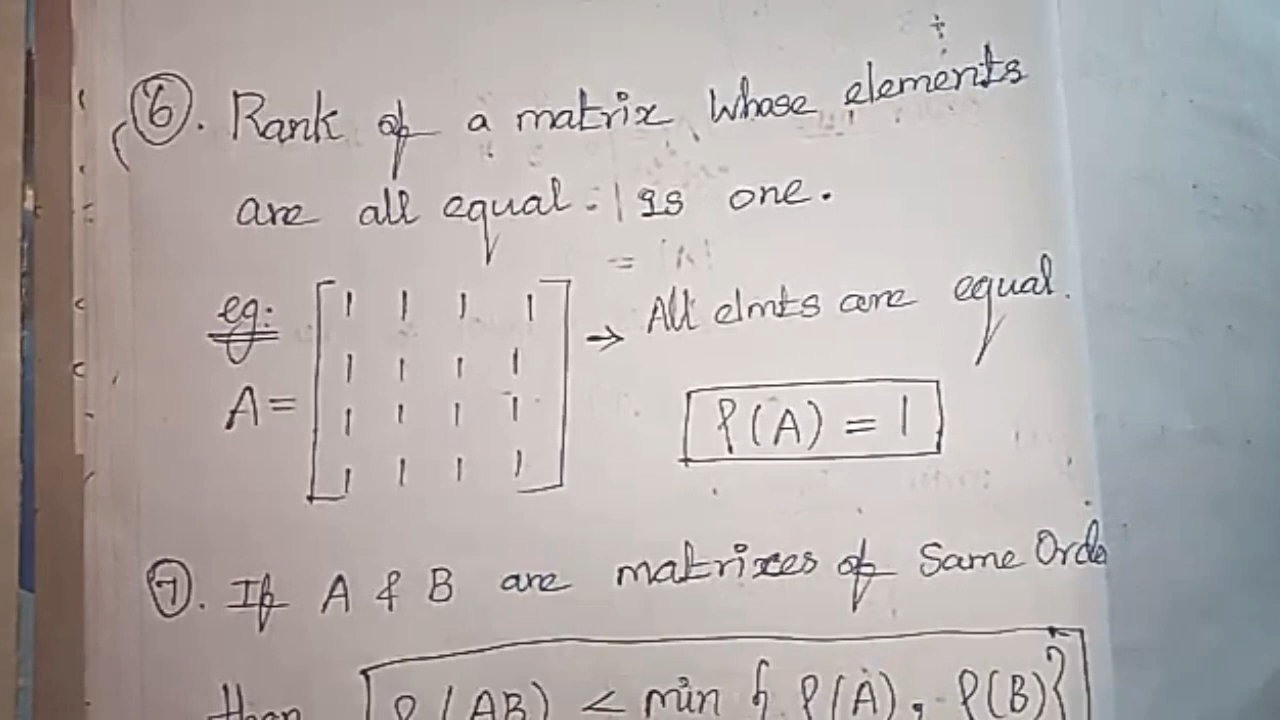 6. Rank of a matrix whose elements
are all equal is one.
eg:
A = [ 1 1 1 1
1 1 1 1
1 1 1 1
1 1 1 1 ]
→ All elmts are equal.
ρ(A) = 1
7. If A & B are matrixes of same Orde
then ρ(AB) < min { ρ(A), ρ(B)}